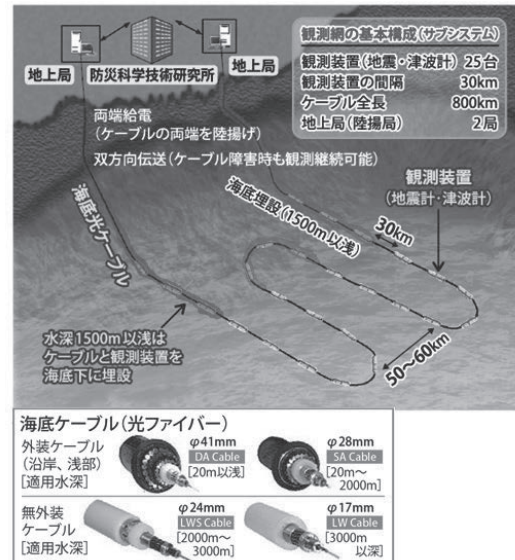 地上局
防災科学技術研究所
地上局
観測網の基本構成(サブシステム)
観測装置(地震・津波計) 25台
観測装置の間隔 30km
ケーブル全長 800km
地上局(陸揚局) 2局
両端給電
(ケーブルの両端を陸揚げ)
双方向伝送(ケーブル障害時も観測継続可能)
観測装置
(地震計・津波計)
海底埋設(1500m以浅)
30km
海底光ケーブル
水深1500m以浅は
ケーブルと観測装置を
海底下に埋設
50〜60km
海底ケーブル(光ファイバー)
外装ケーブル
(沿岸、浅部)
[適用水深]
φ41mm
DA Cable
[20m以浅]
φ28mm
SA Cable
[20m〜
2000m]
無外装
ケーブル
[適用水深]
φ24mm
LWS Cable
[2000m〜
3000m]
φ17mm
LW Cable
[3000m
以深]